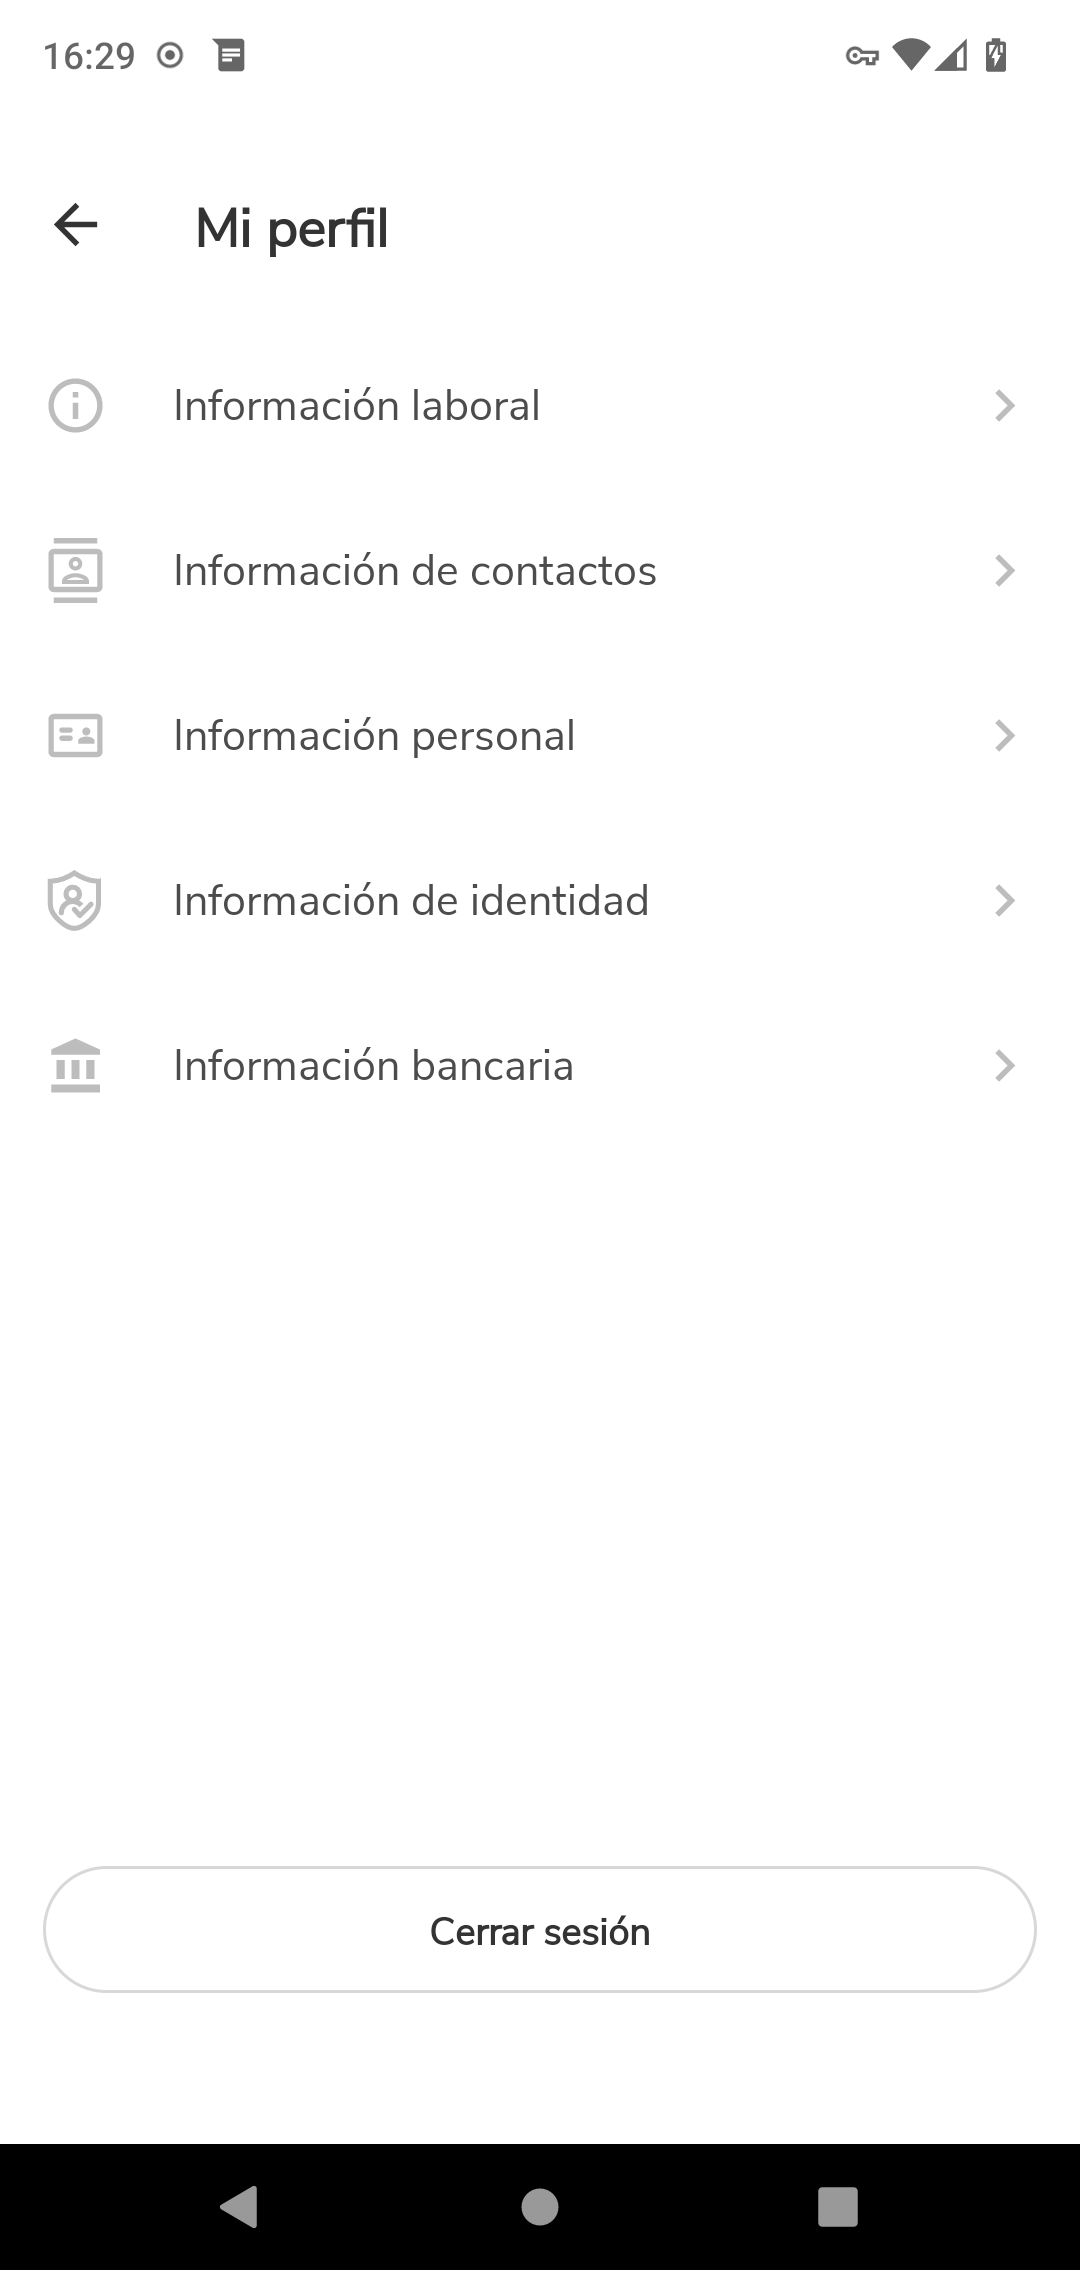 16:29
Mi perfil
Información laboral
Información de contactos
Información personal
Información de identidad
Información bancaria
Cerrar sesión